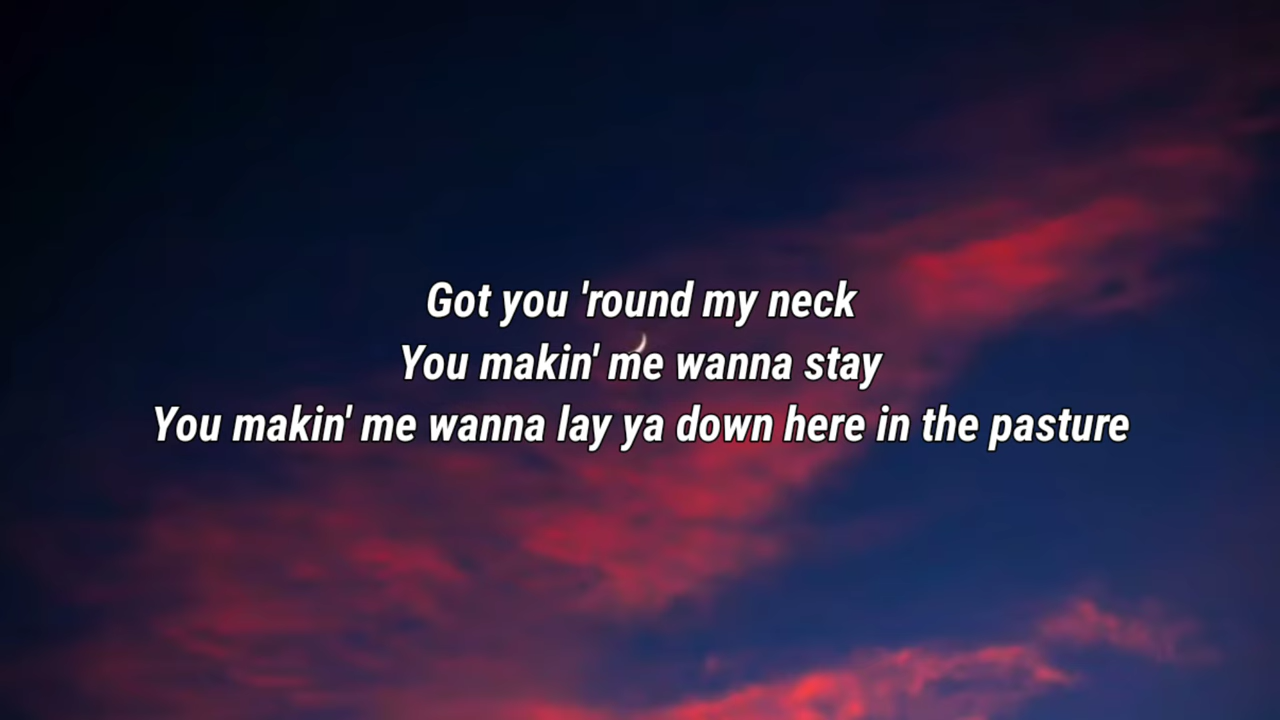 Got you 'round my neck
You makin' me wanna stay
You makin' me wanna lay ya down here in the pasture